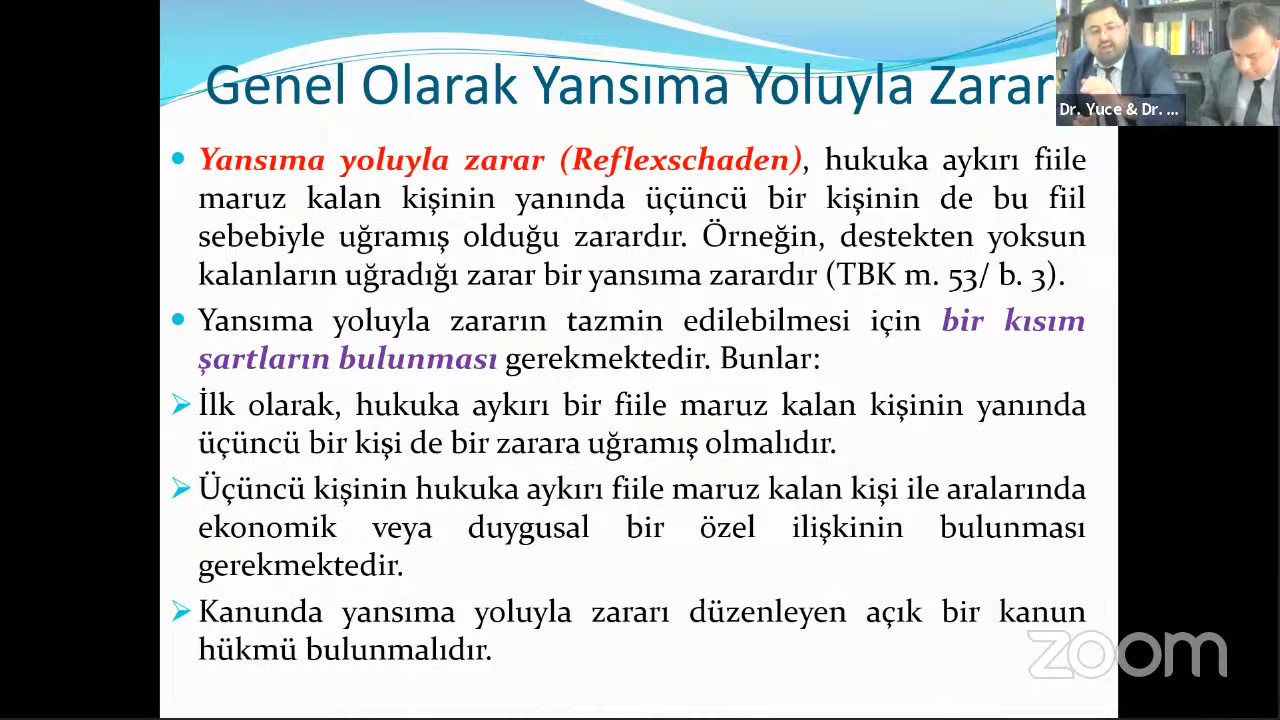 Genel Olarak Yansıma Yoluyla Zarar
Dr. Yuce & Dr. ...
• Yansıma yoluyla zarar (Reflexschaden), hukuka aykırı fiile
maruz kalan kişinin yanında üçüncü bir kişinin de bu fiil
sebebiyle uğramış olduğu zarardır. Örneğin, destekten yoksun
kalanların uğradığı zarar bir yansıma zarardır (TBK m. 53/ b. 3).
• Yansıma yoluyla zararın tazmin edilebilmesi için bir kısım
şartların bulunması gerekmektedir. Bunlar:
➢ İlk olarak, hukuka aykırı bir fiile maruz kalan kişinin yanında
üçüncü bir kişi de bir zarara uğramış olmalıdır.
➢ Üçüncü kişinin hukuka aykırı fiile maruz kalan kişi ile aralarında
ekonomik veya duygusal bir özel ilişkinin bulunması
gerekmektedir.
➢ Kanunda yansıma yoluyla zararı düzenleyen açık bir kanun
hükmü bulunmalıdır.
zoom